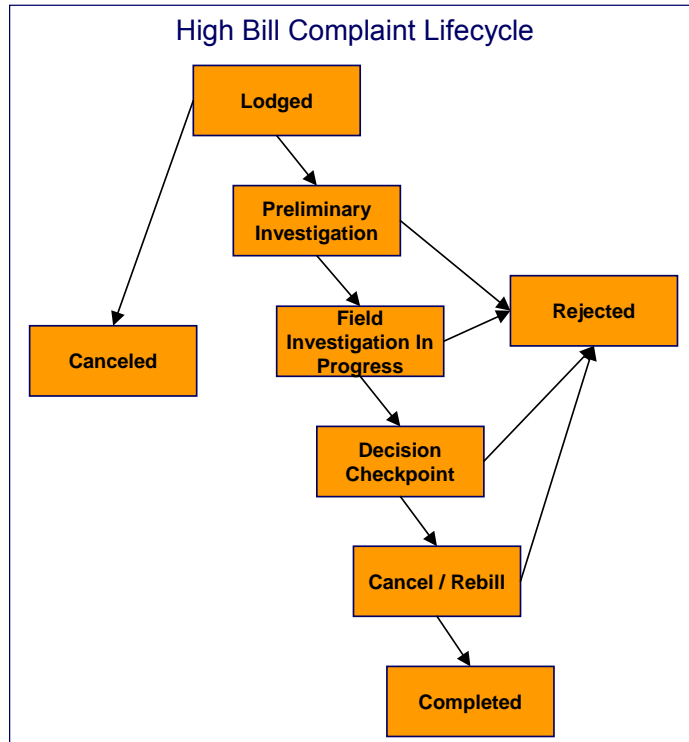 High Bill Complaint Lifecycle
Lodged
Preliminary
Investigation
Field
Investigation In
Progress
Rejected
Canceled
Decision
Checkpoint
Cancel / Rebill
Completed